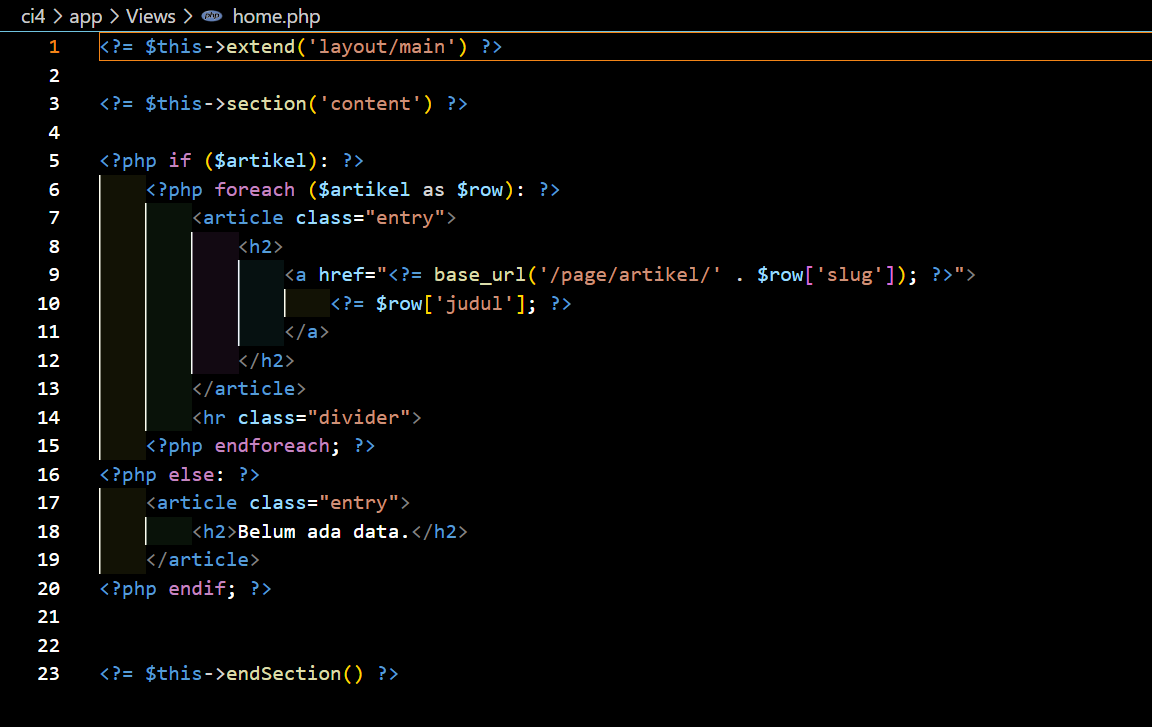 ci4 > app > Views > php home.php
1 <?= $this->extend('layout/main') ?>
2
3 <?= $this->section('content') ?>
4
5 <?php if ($artikel): ?>
6     <?php foreach ($artikel as $row): ?>
7         <article class="entry">
8             <h2>
9                 <a href="<?= base_url('/page/artikel/' . $row['slug']); ?>">
10                     <?= $row['judul']; ?>
11                 </a>
12             </h2>
13         </article>
14         <hr class="divider">
15     <?php endforeach; ?>
16 <?php else: ?>
17     <article class="entry">
18         <h2>Belum ada data.</h2>
19     </article>
20 <?php endif; ?>
21
22
23 <?= $this->endSection() ?>